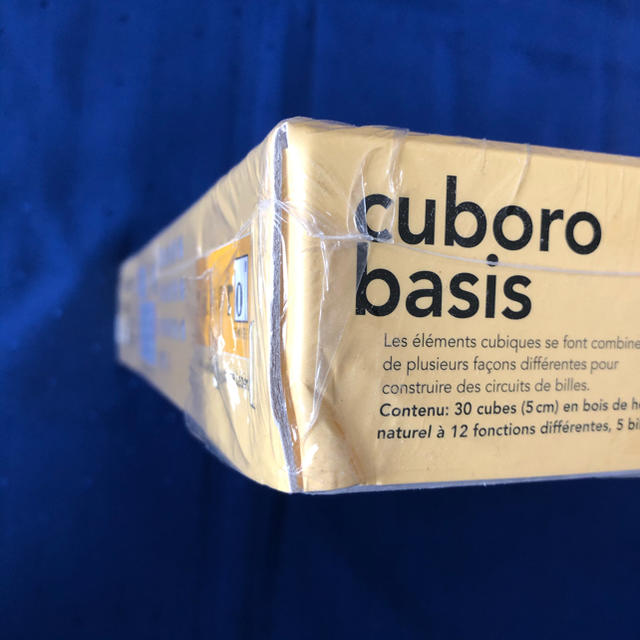 cuboro
basis
Les éléments cubiques se font combine
de plusieurs façons différentes pour
construire des circuits de billes.
Contenu: 30 cubes (5 cm) en bois de h
naturel à 12 fonctions différentes, 5 bi